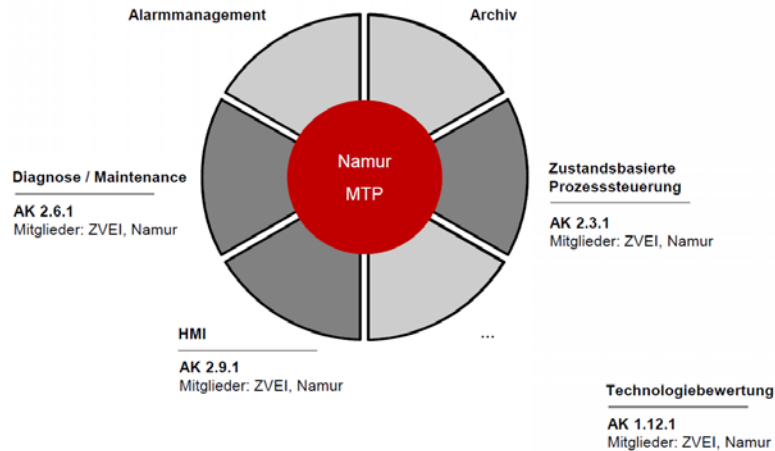 Alarmmanagement
Archiv
Namur
MTP
Diagnose / Maintenance
AK 2.6.1
Mitglieder: ZVEI, Namur
Zustandsbasierte
Prozesssteuerung
AK 2.3.1
Mitglieder: ZVEI, Namur
HMI
AK 2.9.1
Mitglieder: ZVEI, Namur
...
Technologiebewertung
AK 1.12.1
Mitglieder: ZVEI, Namur